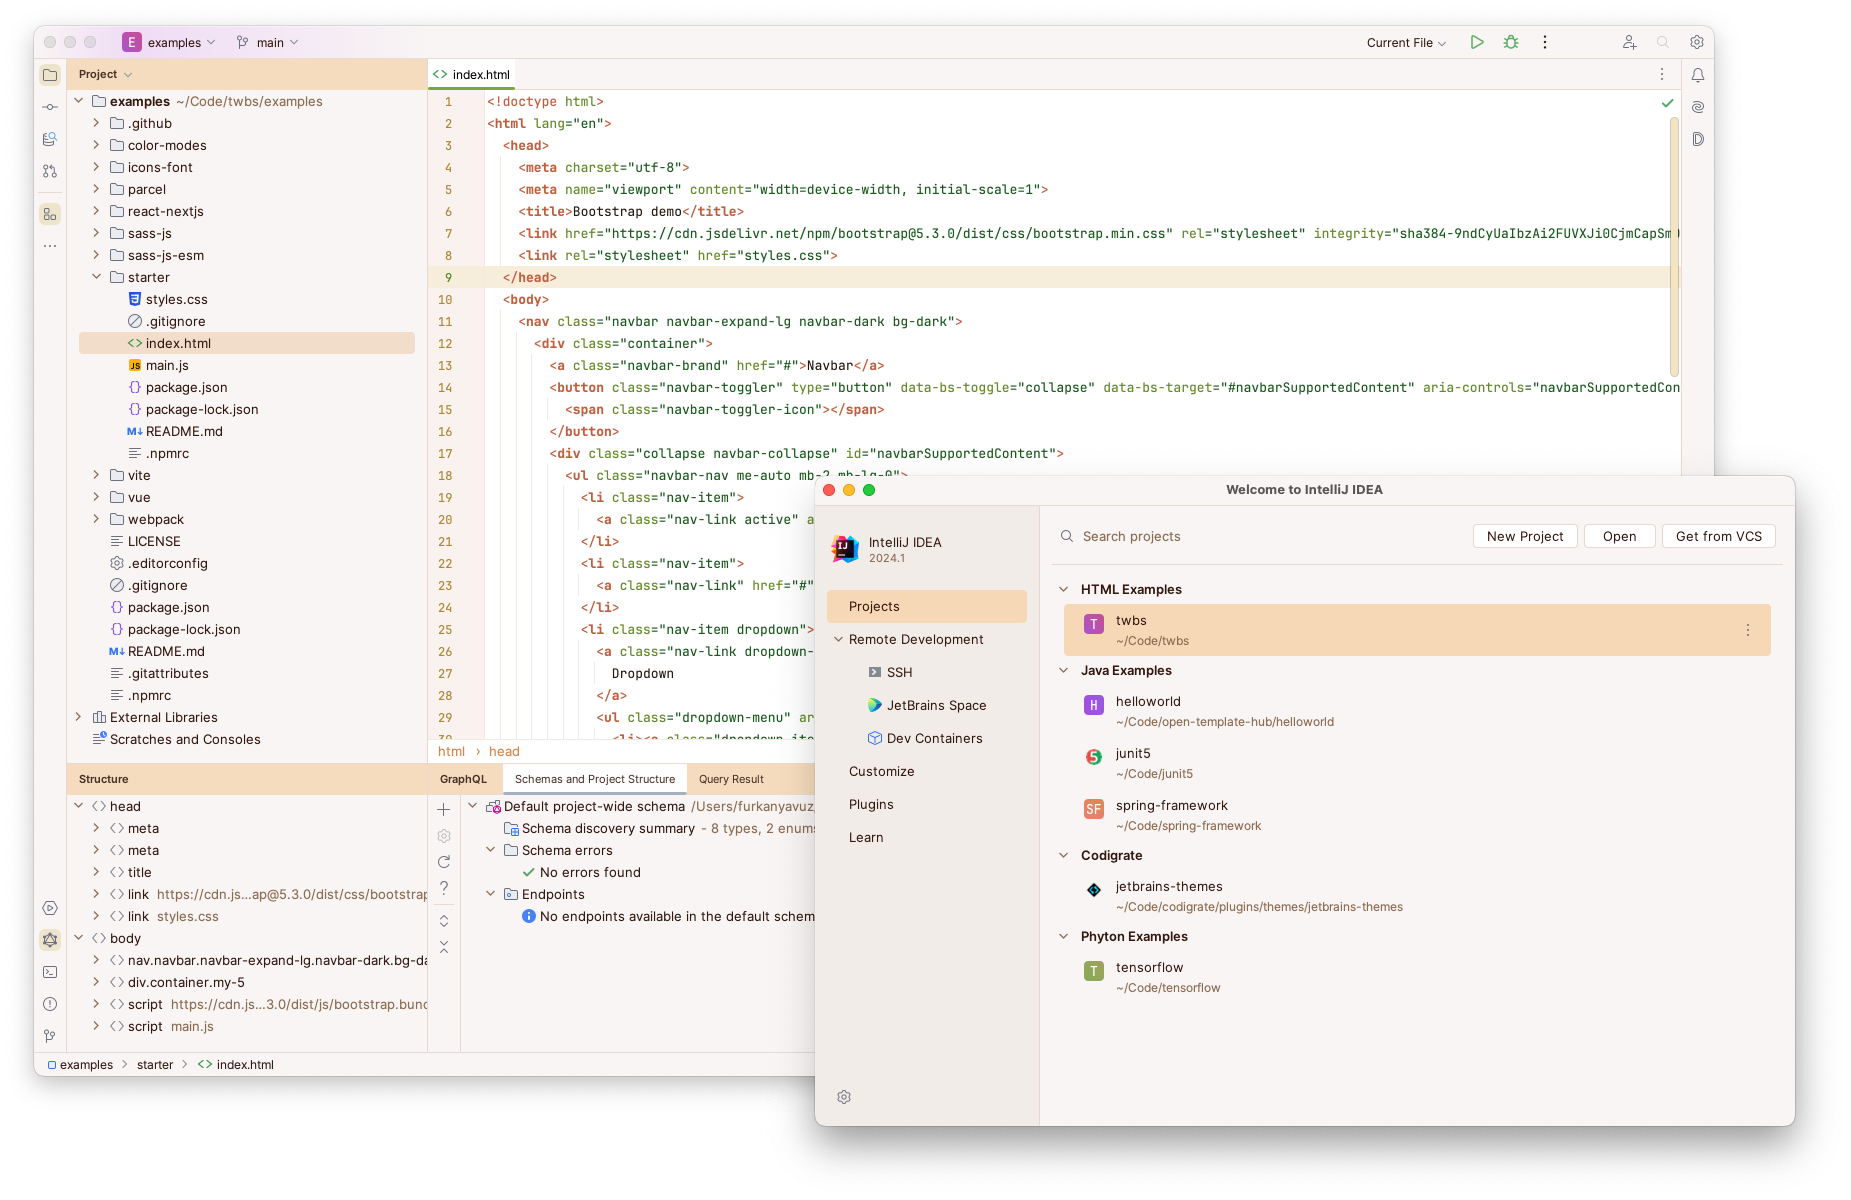 E examples main
Current File
Project
examples ~/Code/twbs/examples
.github
color-modes
icons-font
parcel
react-nextjs
sass-js
sass-js-esm
starter
styles.css
.gitignore
index.html
JS main.js
package.json
package-lock.json
M↓ README.md
.npmrc
vite
vue
webpack
LICENSE
.editorconfig
.gitignore
package.json
package-lock.json
M↓ README.md
.gitattributes
.npmrc
External Libraries
Scratches and Consoles
index.html
1 <!doctype html>
2 <html lang="en">
3 <head>
4 <meta charset="utf-8">
5 <meta name="viewport" content="width=device-width, initial-scale=1">
6 <title>Bootstrap demo</title>
7 <link href="https://cdn.jsdelivr.net/npm/bootstrap@5.3.0/dist/css/bootstrap.min.css" rel="stylesheet" integrity="sha384-9ndCyUaIbzAi2FUVXJi0CjmCapSm
8 <link rel="stylesheet" href="styles.css">
9 </head>
10 <body>
11 <nav class="navbar navbar-expand-lg navbar-dark bg-dark">
12 <div class="container">
13 <a class="navbar-brand" href="#">Navbar</a>
14 <button class="navbar-toggler" type="button" data-bs-toggle="collapse" data-bs-target="#navbarSupportedContent" aria-controls="navbarSupportedCon
15 <span class="navbar-toggler-icon"></span>
16 </button>
17 <div class="collapse navbar-collapse" id="navbarSupportedContent">
18 <ul class="navbar-nav me-auto mb-2 mb-lg-0">
19 <li class="nav-item">
20 <a class="nav-link active" a
21 </li>
22 <li class="nav-item">
23 <a class="nav-link" href="#"
24 </li>
25 <li class="nav-item dropdown">
26 <a class="nav-link dropdown-
27 Dropdown
28 </a>
29 <ul class="dropdown-menu" ar
30 <li><a class="dropdown-ite
html › head
Structure
head
meta
meta
title
link https://cdn.js...ap@5.3.0/dist/css/bootstrap
link styles.css
body
nav.navbar.navbar-expand-lg.navbar-dark.bg-da
div.container.my-5
script https://cdn.js...3.0/dist/js/bootstrap.bund
script main.js
GraphQL Schemas and Project Structure Query Result
Default project-wide schema /Users/furkanyavuz
Schema discovery summary - 8 types, 2 enums
Schema errors
No errors found
Endpoints
No endpoints available in the default schem
examples > starter > index.html
Welcome to IntelliJ IDEA
IJ IntelliJ IDEA
2024.1
Projects
Remote Development
SSH
JetBrains Space
Dev Containers
Customize
Plugins
Learn
Search projects
New Project Open Get from VCS
HTML Examples
T twbs
~/Code/twbs
Java Examples
H helloworld
~/Code/open-template-hub/helloworld
5 junit5
~/Code/junit5
SF spring-framework
~/Code/spring-framework
Codigrate
jetbrains-themes
~/Code/codigrate/plugins/themes/jetbrains-themes
Phyton Examples
T tensorflow
~/Code/tensorflow